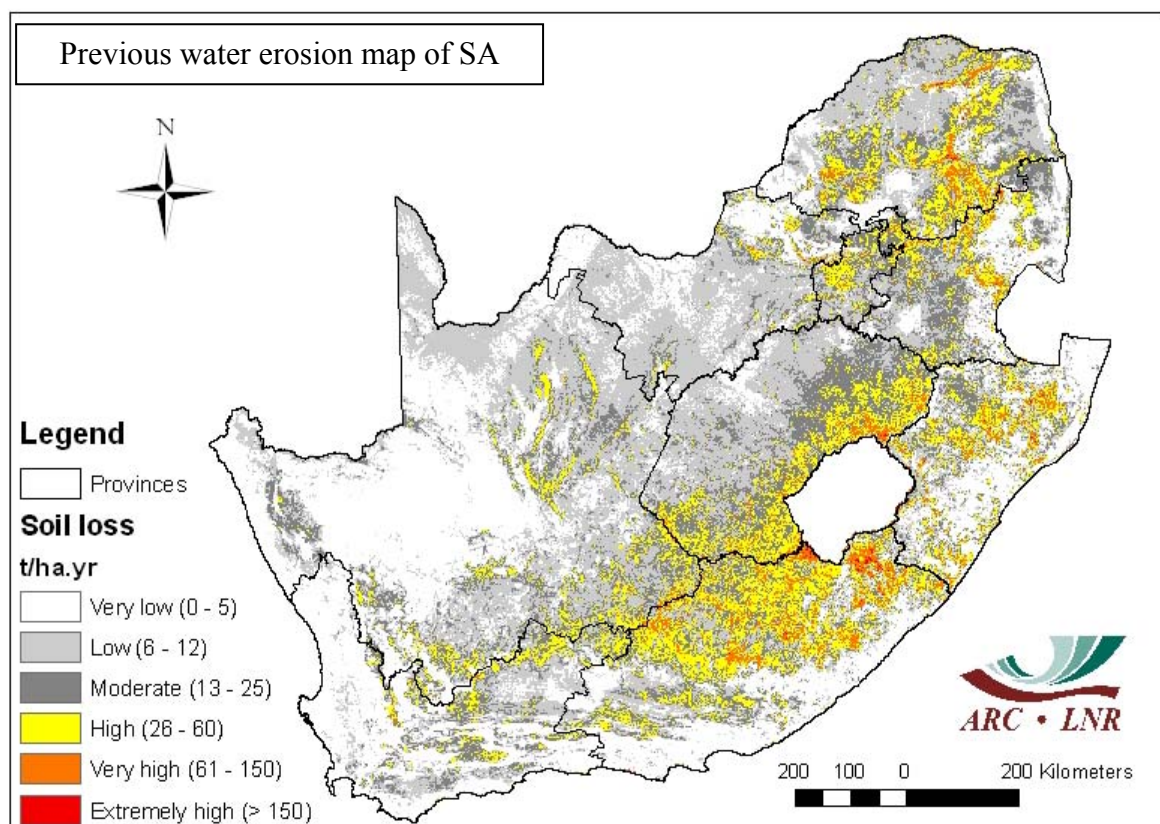 Previous water erosion map of SA
N
Legend
Provinces
Soil loss
t/ha.yr
Very low (0 - 5)
Low (6 - 12)
Moderate (13 - 25)
High (26 - 60)
Very high (61 - 150)
Extremely high (> 150)
ARC • LNR
200 100 0 200 Kilometers